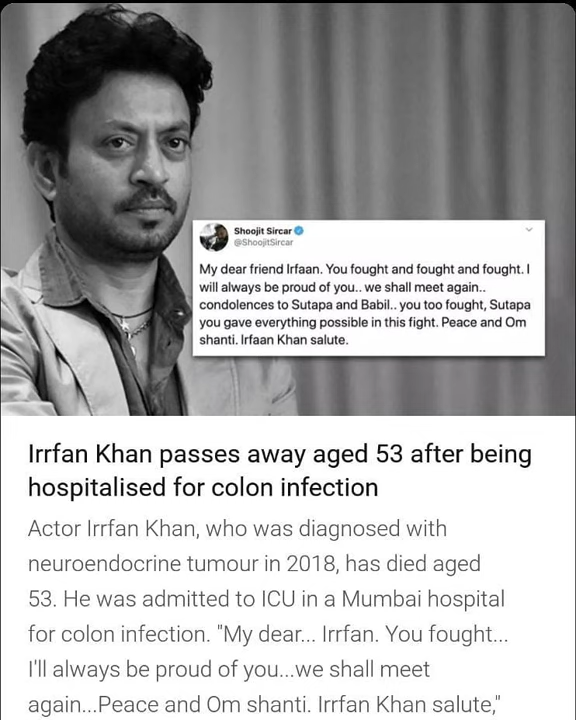 Shoojit Sircar
@ShoojitSircar
My dear friend Irfaan. You fought and fought and fought. I
will always be proud of you.. we shall meet again..
condolences to Sutapa and Babil.. you too fought, Sutapa
you gave everything possible in this fight. Peace and Om
shanti. Irfaan Khan salute.
Irrfan Khan passes away aged 53 after being
hospitalised for colon infection
Actor Irrfan Khan, who was diagnosed with
neuroendocrine tumour in 2018, has died aged
53. He was admitted to ICU in a Mumbai hospital
for colon infection. "My dear... Irrfan. You fought...
I'll always be proud of you...we shall meet
again...Peace and Om shanti. Irrfan Khan salute,"